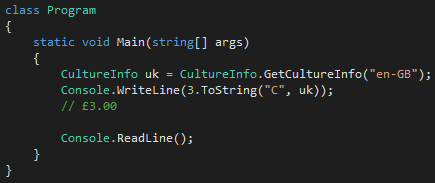 class Program
{
    static void Main(string[] args)
    {
        CultureInfo uk = CultureInfo.GetCultureInfo("en-GB");
        Console.WriteLine(3.ToString("C", uk));
        // £3.00

        Console.ReadLine();
    }
}